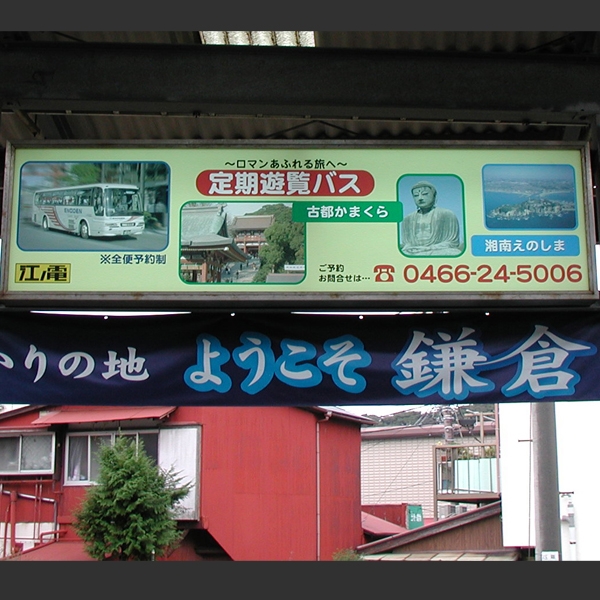 ～ロマンあふれる旅へ～
定期遊覧バス
古都かまくら
湘南えのしま
※全便予約制
江ノ電
ご予約
お問合せは…
☎ 0466-24-5006
かりの地 ようこそ 鎌倉